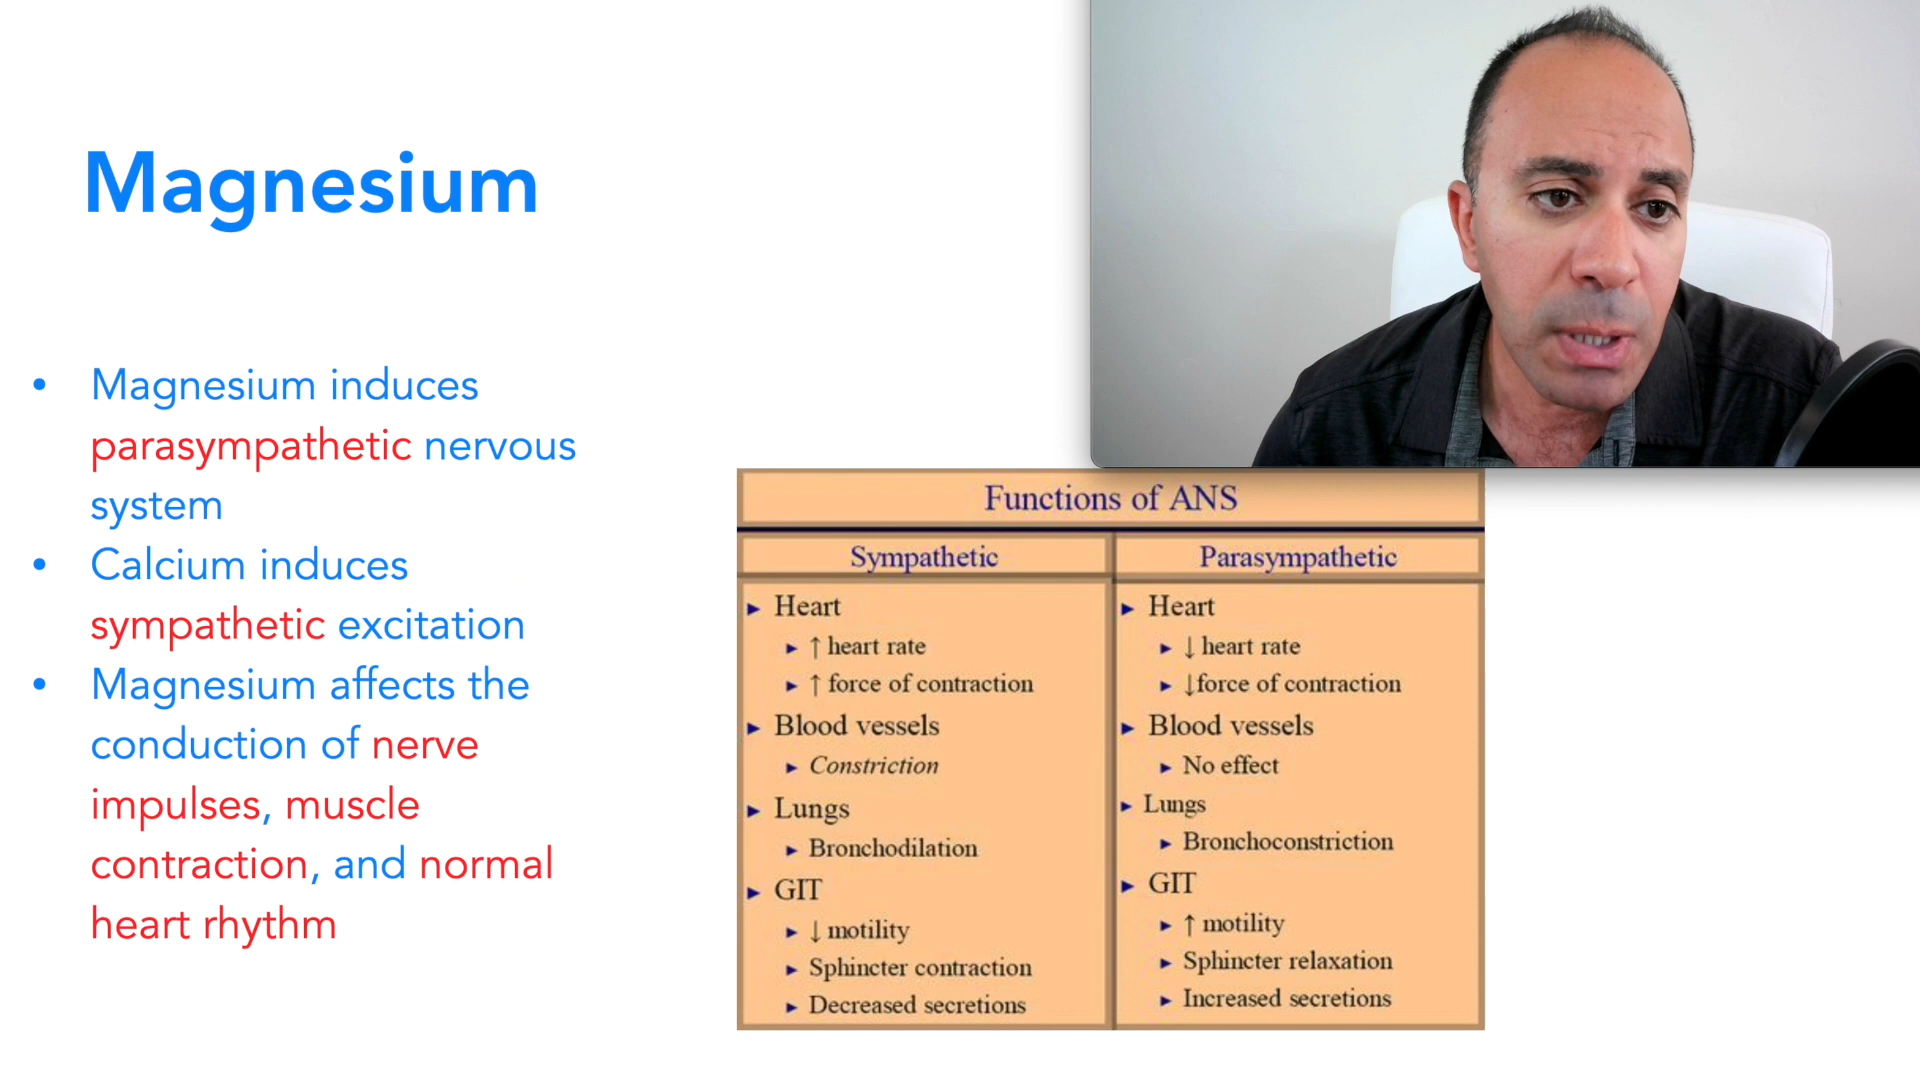 Magnesium
• Magnesium induces
parasympathetic nervous
system
• Calcium induces
sympathetic excitation
• Magnesium affects the
conduction of nerve
impulses, muscle
contraction, and normal
heart rhythm
Functions of ANS
Sympathetic
► Heart
► ↑ heart rate
► ↑ force of contraction
► Blood vessels
► Constriction
► Lungs
► Bronchodilation
► GIT
► ↓ motility
► Sphincter contraction
► Decreased secretions
Parasympathetic
► Heart
► ↓ heart rate
► ↓force of contraction
► Blood vessels
► No effect
► Lungs
► Bronchoconstriction
► GIT
► ↑ motility
► Sphincter relaxation
► Increased secretions